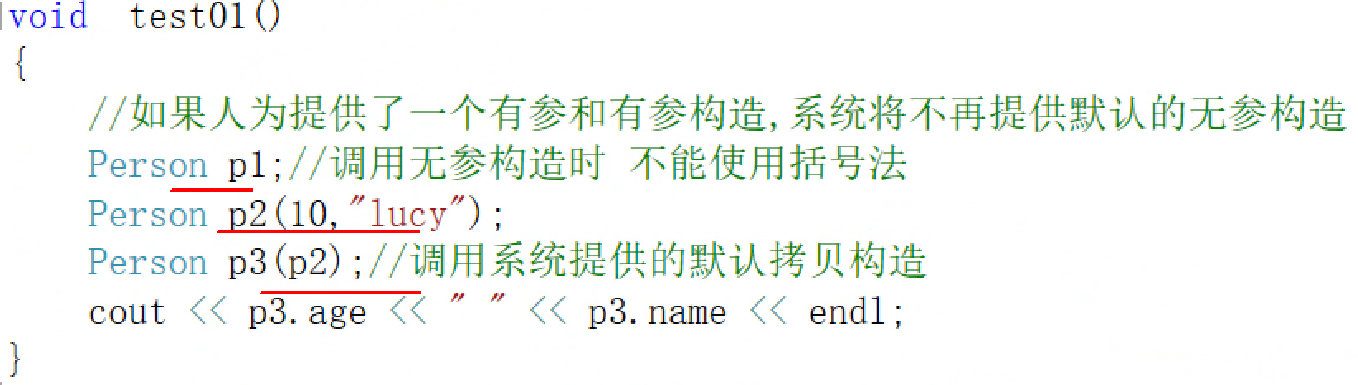 void  test01()
{
    //如果人为提供了一个有参和有参构造,系统将不再提供默认的无参构造
    Person p1;//调用无参构造时 不能使用括号法
    Person p2(10,"lucy");
    Person p3(p2);//调用系统提供的默认拷贝构造
    cout << p3.age << " " << p3.name << endl;
}